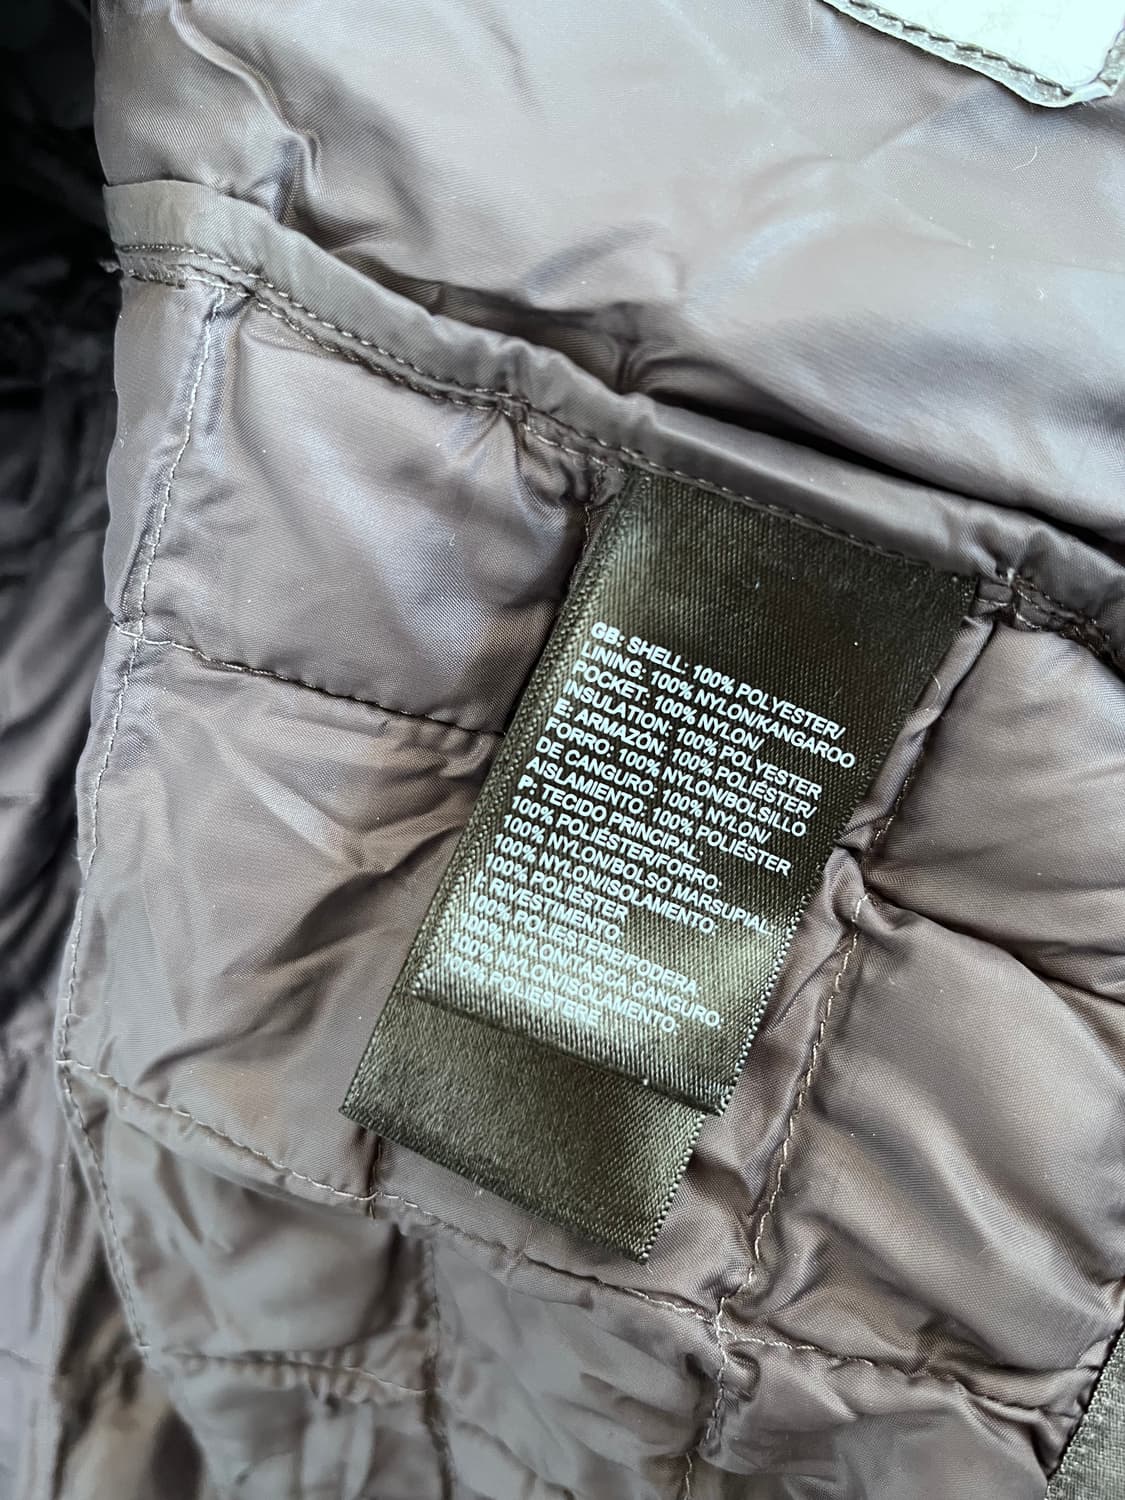 GB: SHELL: 100% POLYESTER/
LINING: 100% NYLON/KANGAROO
POCKET: 100% NYLON/
INSULATION: 100% POLYESTER
E: ARMAZÓN: 100% POLIÉSTER/
FORRO: 100% NYLON/BOLSILLO
DE CANGURO: 100% NYLON/
AISLAMIENTO: 100% POLIÉSTER
P: TECIDO PRINCIPAL:
100% POLIÉSTER/FORRO:
100% NYLON/BOLSO MARSUPIAL:
100% NYLON/ISOLAMENTO:
100% POLIÉSTER
I: RIVESTIMENTO:
100% POLIESTERE/FODERA:
100% NYLON/TASCA CANGURO:
100% NYLON/ISOLAMENTO:
100% POLIESTERE